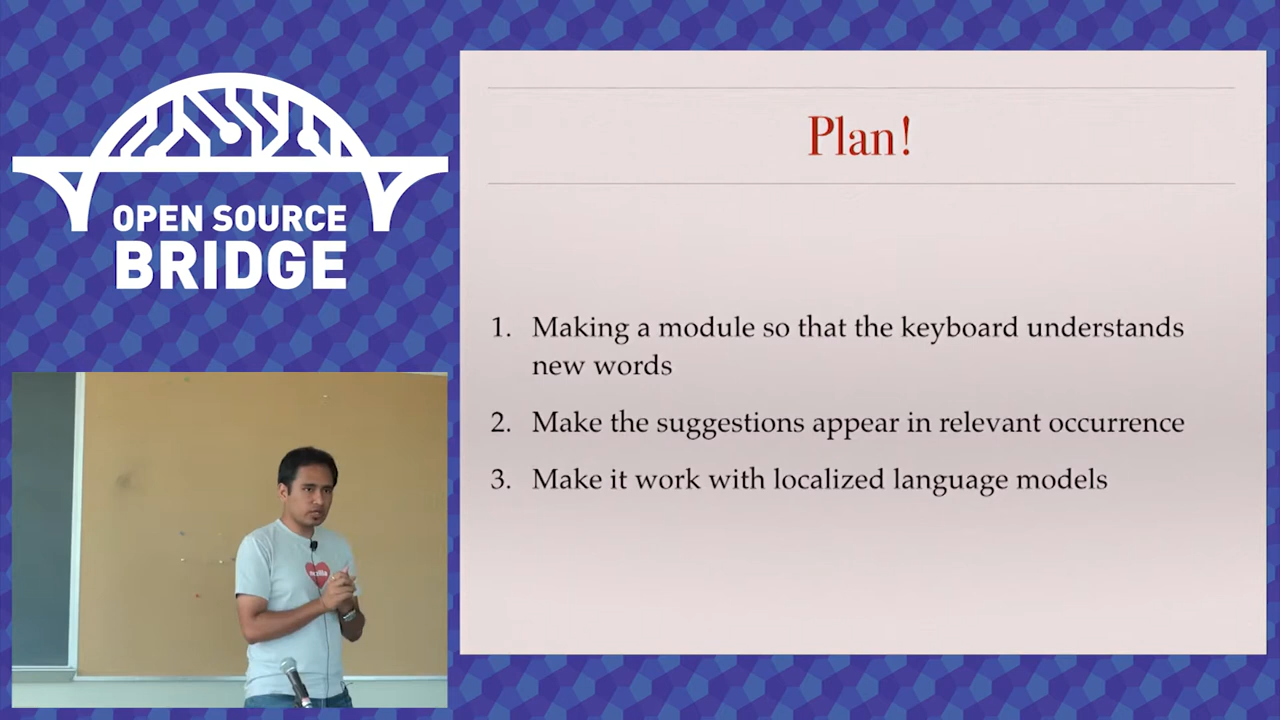 OPEN SOURCE
BRIDGE
Plan!
1. Making a module so that the keyboard understands
new words
2. Make the suggestions appear in relevant occurrence
3. Make it work with localized language models